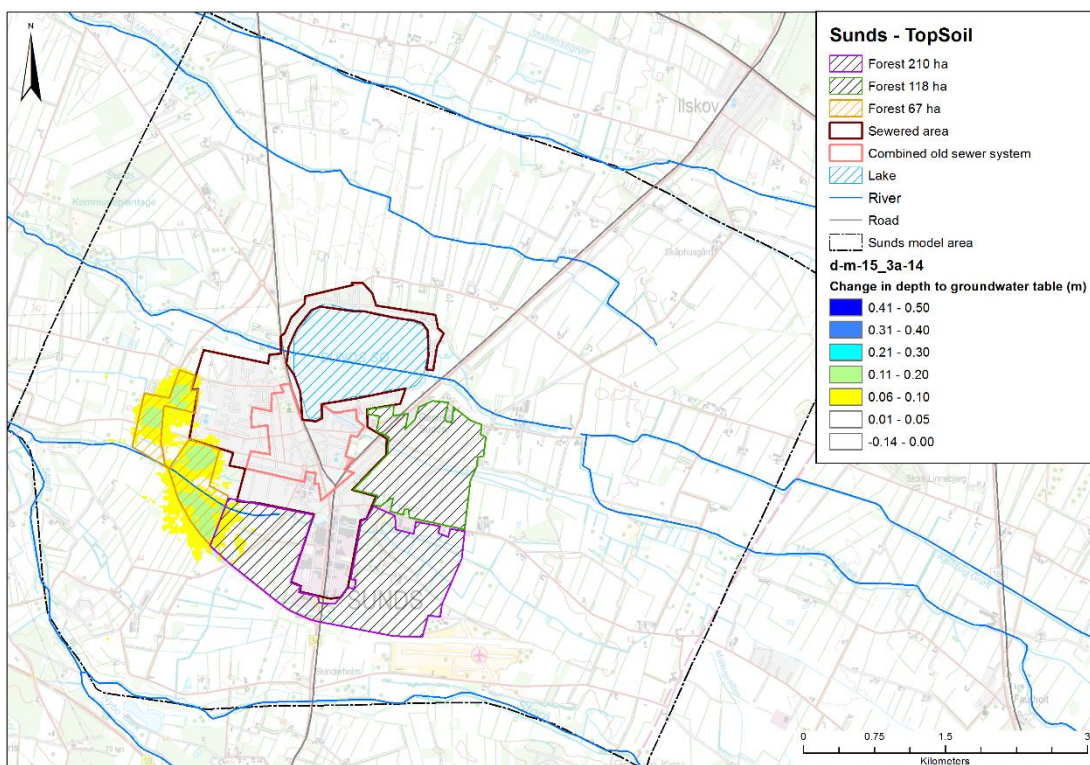 N
Ilskov
Skåphusgård
SUNDS
Sunderholm
Sunds - TopSoil
Forest 210 ha
Forest 118 ha
Forest 67 ha
Sewered area
Combined old sewer system
Lake
River
Road
Sunds model area
d-m-15_3a-14
Change in depth to groundwater table (m)
0.41 - 0.50
0.31 - 0.40
0.21 - 0.30
0.11 - 0.20
0.06 - 0.10
0.01 - 0.05
-0.14 - 0.00
0 0.75 1.5 3
Kilometers